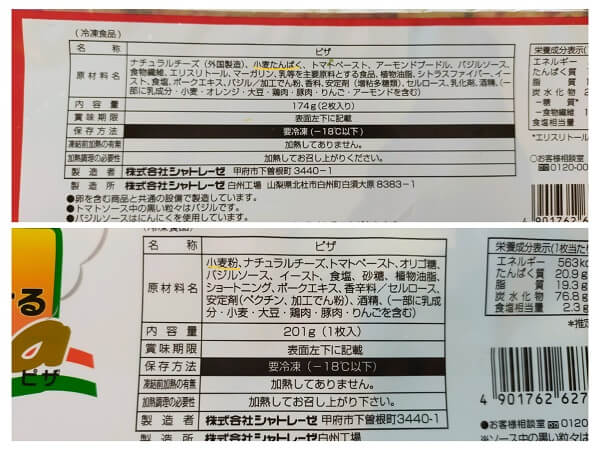 (冷凍食品)
名 称 ピザ
原材料名 ナチュラルチーズ（外国製造）、小麦たんぱく、トマトペースト、アーモンドプードル、バジルソース、
食物繊維、エリスリトール、マーガリン、乳等を主要原料とする食品、植物油脂、シトラスファイバー、イー
スト、食塩、ポークエキス、バジル／加工でん粉、香料、安定剤（増粘多糖類）、セルロース、乳化剤、酒精、（一
部に乳成分・小麦・オレンジ・大豆・鶏肉・豚肉・りんご・アーモンドを含む）
内 容 量 174g（2枚入り）
賞味期限 表面左下に記載
保存方法 要冷凍（−18℃以下）
凍結前加熱の有無 加熱してありません。
加熱調理の必要性 加熱してお召し上がりください。
製 造 者 株式会社シャトレーゼ 甲府市下曽根町3440-1
製 造 所 株式会社シャトレーゼ 白州工場 山梨県北杜市白州町白須大原8383-1
●卵を含む商品と共通の設備で製造しています。
●トマトソース中の黒い粒々はバジルです。
●バジルソースはにんにくを使用しています。
栄養成分表示(1
エネルギー
たんぱく質
脂 質 1
炭水化物 2
−糖 質*
−食物繊維 1
食塩相当量
*エリスリトール
○お客様相談室
0120-00
4 901762
する
a
ピザ
(冷凍食品)
名 称 ピザ
原材料名 小麦粉、ナチュラルチーズ、トマトペースト、オリゴ糖、
バジルソース、イースト、食塩、砂糖、植物油脂、
ショートニング、ポークエキス、香辛料／セルロース、
安定剤(ペクチン、加工でん粉)、酒精、（一部に乳成
分・小麦・大豆・鶏肉・豚肉・りんごを含む）
内 容 量 201g（1枚入）
賞味期限 表面左下に記載
保存方法 要冷凍（−18℃以下）
凍結前加熱の有無 加熱してありません。
加熱調理の必要性 加熱してお召し上がり下さい。
製 造 者 株式会社シャトレーゼ 甲府市下曽根町3440-1
製 造 所 株式会社シャトレーゼ白州工場
栄養成分表示(1枚当たり
エネルギー 563kc
たんぱく質 20.9g
脂 質 19.3g
炭水化物 76.8g
食塩相当量 2.3g
*推定
4 901762 627
●お客様相談室 0120
※ソース中の黒い粒々は